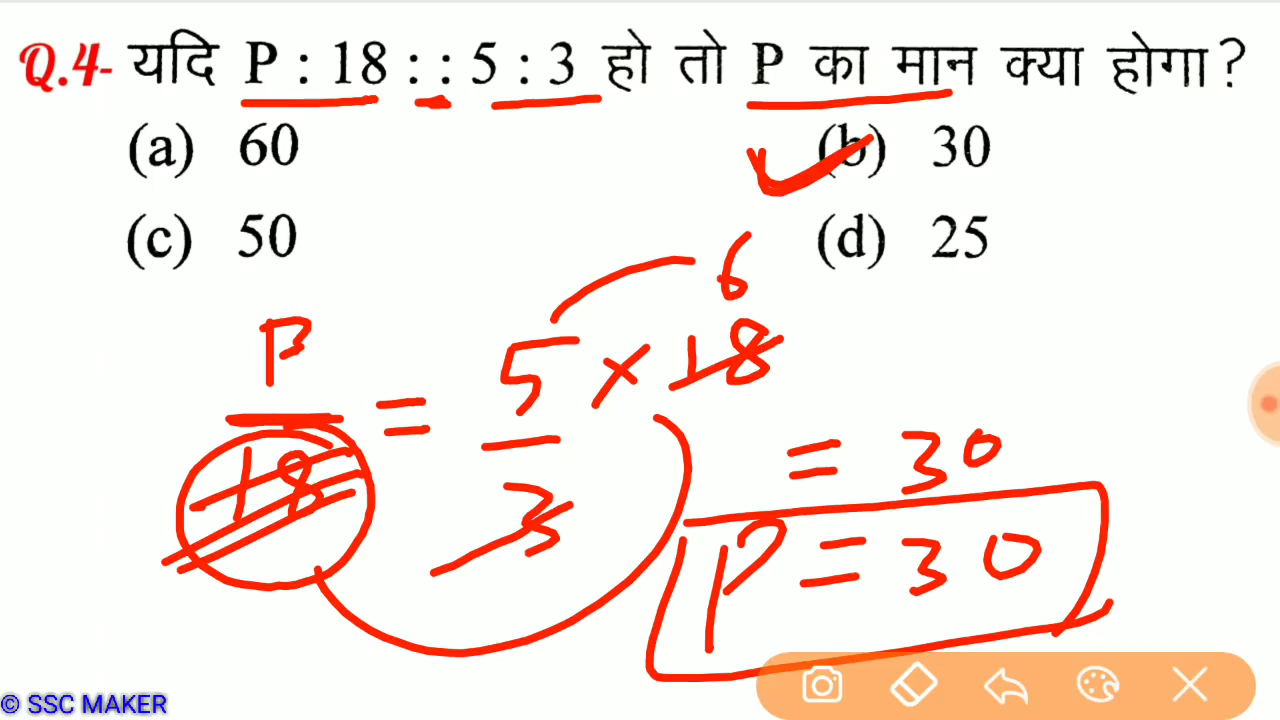 Q.4- यदि P : 18 : : 5 : 3 हो तो P का मान क्या होगा ?
(a) 60 (b) 30
(c) 50 (d) 25
6
P = 5 × 18
18 3
= 30
P = 30
© SSC MAKER